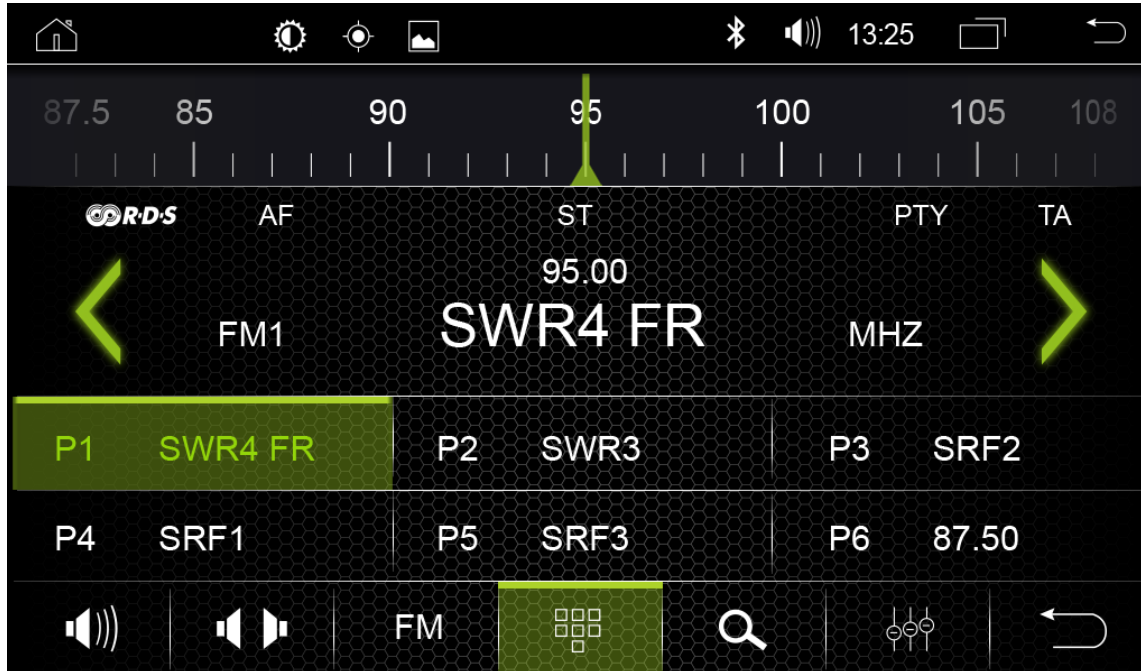 13:25
87.5 85 90 95 100 105 108
R·D·S AF ST PTY TA
95.00
FM1 SWR4 FR MHZ
P1 SWR4 FR P2 SWR3 P3 SRF2
P4 SRF1 P5 SRF3 P6 87.50
FM